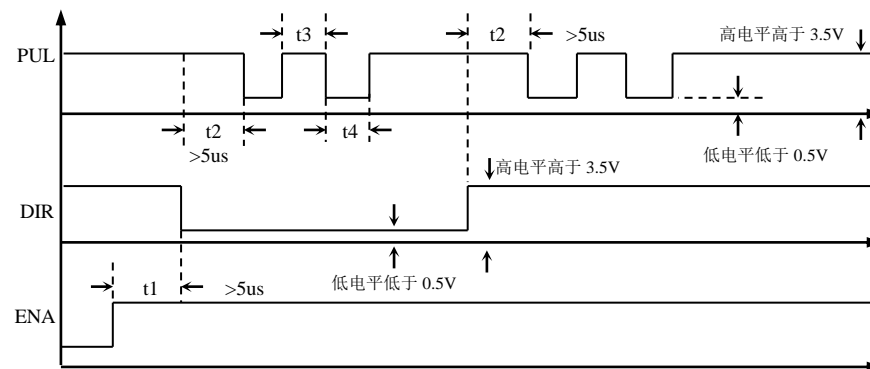 t3
t2
>5us
高电平高于 3.5V
PUL
t2
t4
>5us
低电平低于 0.5V
高电平高于 3.5V
DIR
低电平低于 0.5V
t1
>5us
ENA